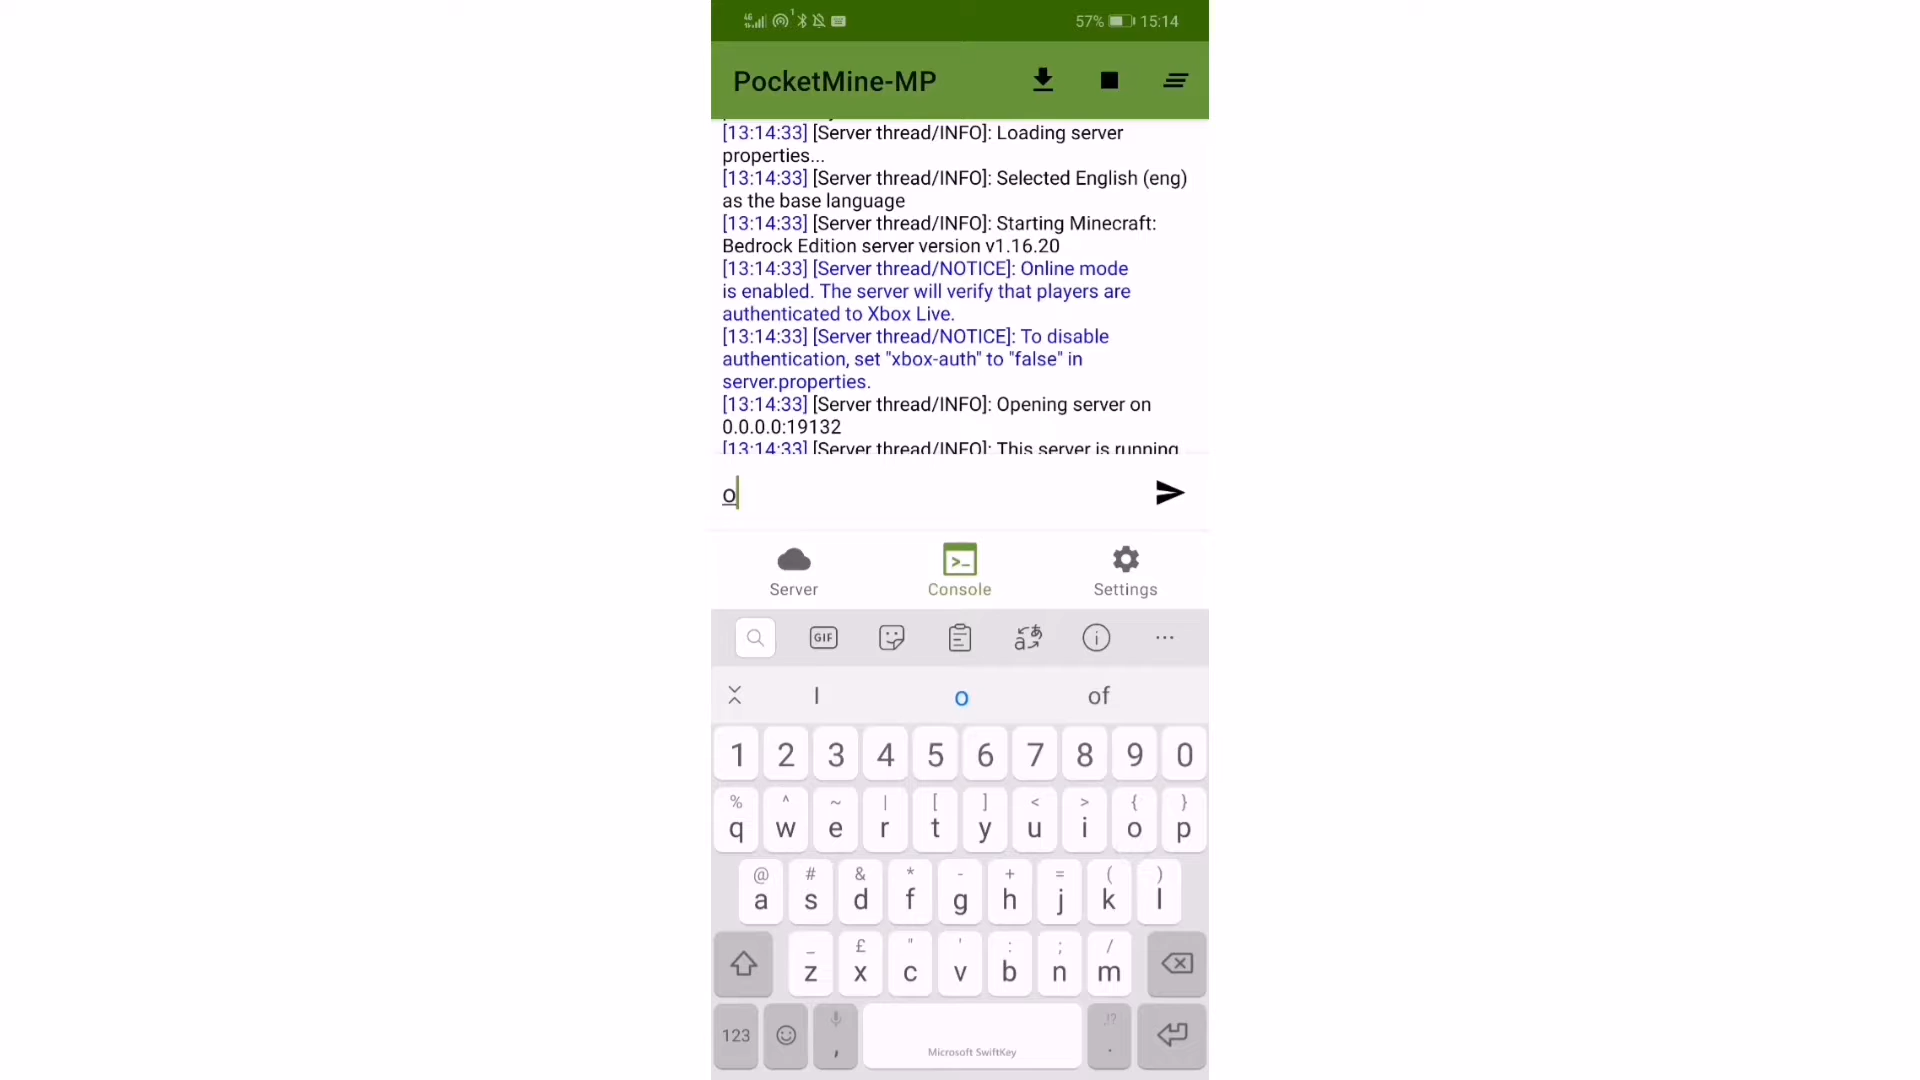 4G 1 57% 15:14
PocketMine-MP
[13:14:33] [Server thread/INFO]: Loading server
properties...
[13:14:33] [Server thread/INFO]: Selected English (eng)
as the base language
[13:14:33] [Server thread/INFO]: Starting Minecraft:
Bedrock Edition server version v1.16.20
[13:14:33] [Server thread/NOTICE]: Online mode
is enabled. The server will verify that players are
authenticated to Xbox Live.
[13:14:33] [Server thread/NOTICE]: To disable
authentication, set "xbox-auth" to "false" in
server.properties.
[13:14:33] [Server thread/INFO]: Opening server on
0.0.0.0:19132
[13:14:33] [Server thread/INFO]: This server is running
o
Server Console Settings
GIF aあ
I o of
1 2 3 4 5 6 7 8 9 0
% ^ ~ | [ ] < > { }
q w e r t y u i o p
@ # & * - + = ( )
a s d f g h j k l
_ £ " ' : ; /
z x c v b n m
123 , Microsoft SwiftKey ,!? .